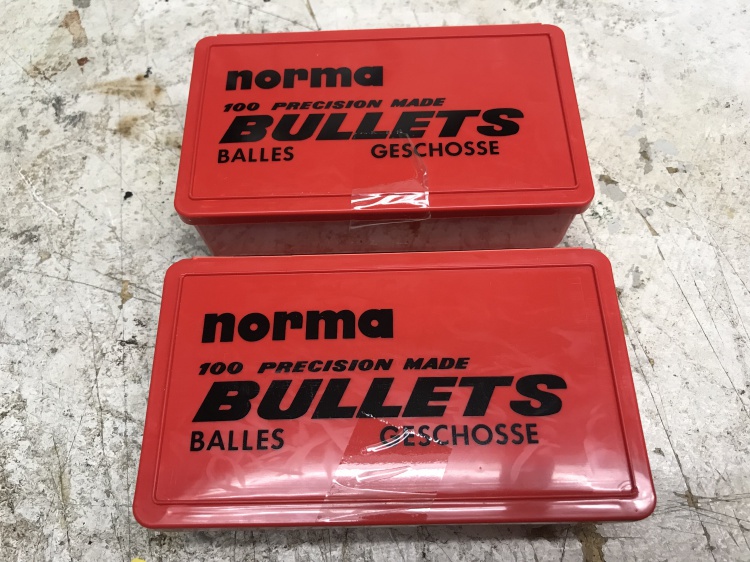 norma
100 PRECISION MADE
BULLETS
BALLES GESCHOSSE
norma
100 PRECISION MADE
BULLETS
BALLES GESCHOSSE